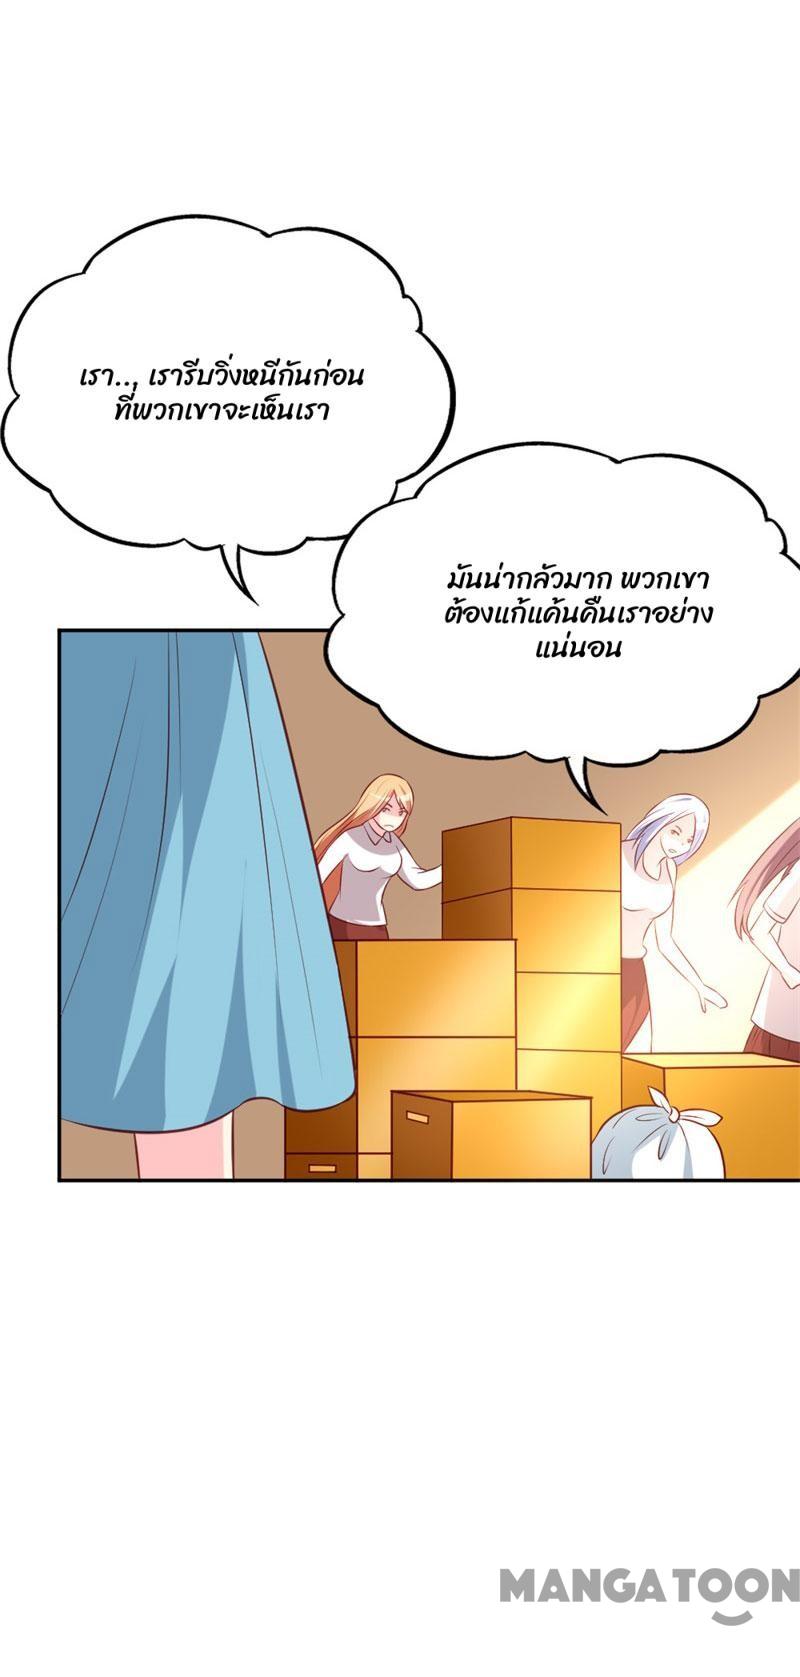 เรา.., เรารีบวิ่งหนีกันก่อน
ที่พวกเขาจะเห็นเรา
มันน่ากลัวมาก พวกเขา
ต้องแก้แค้นคืนเราอย่าง
แน่นอน
MANGATOON